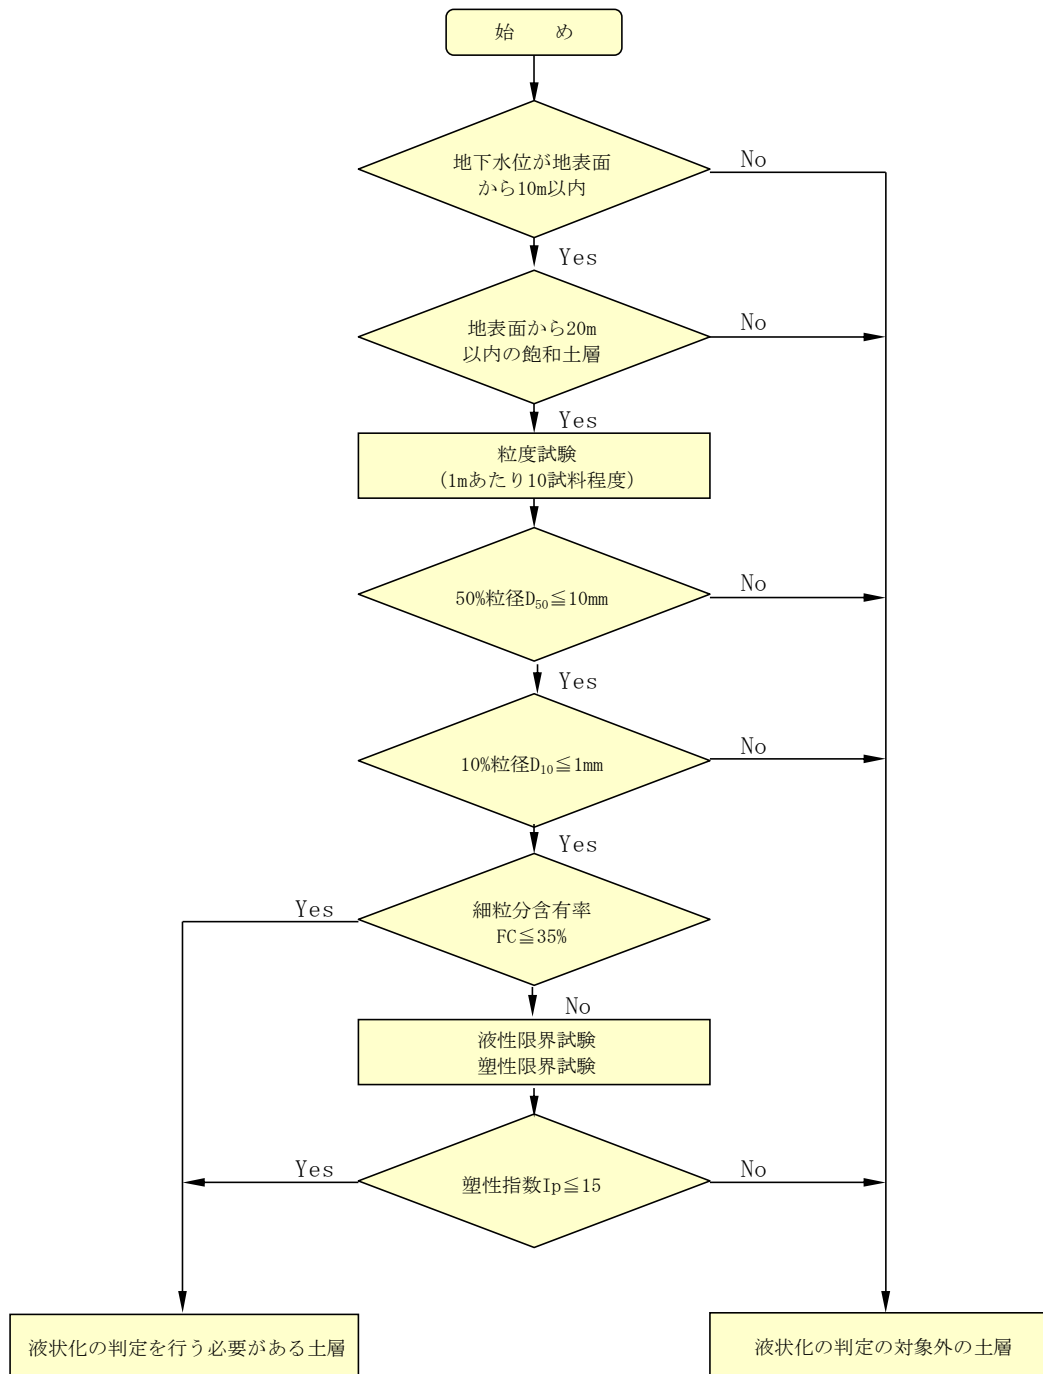 始　め
地下水位が地表面
から10m以内
No
Yes
地表面から20m
以内の飽和土層
No
Yes
粒度試験
(1mあたり10試料程度)
50%粒径D₅₀≦10mm
No
Yes
10%粒径D₁₀≦1mm
No
Yes
細粒分含有率
FC≦35%
Yes
No
液性限界試験
塑性限界試験
塑性指数Ip≦15
Yes
No
液状化の判定を行う必要がある土層
液状化の判定の対象外の土層